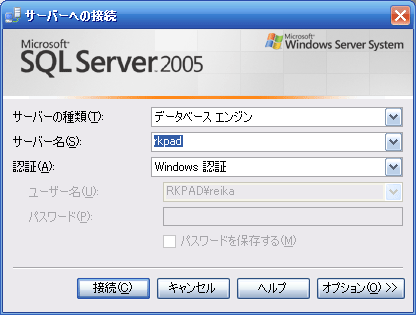 サーバーへの接続
Microsoft
SQL Server 2005
Microsoft
Windows Server System
サーバーの種類(T): データベース エンジン
サーバー名(S): rkpad
認証(A): Windows 認証
ユーザー名(U): RKPAD¥reika
パスワード(P):
パスワードを保存する(M)
接続(C) キャンセル ヘルプ オプション(O) >>